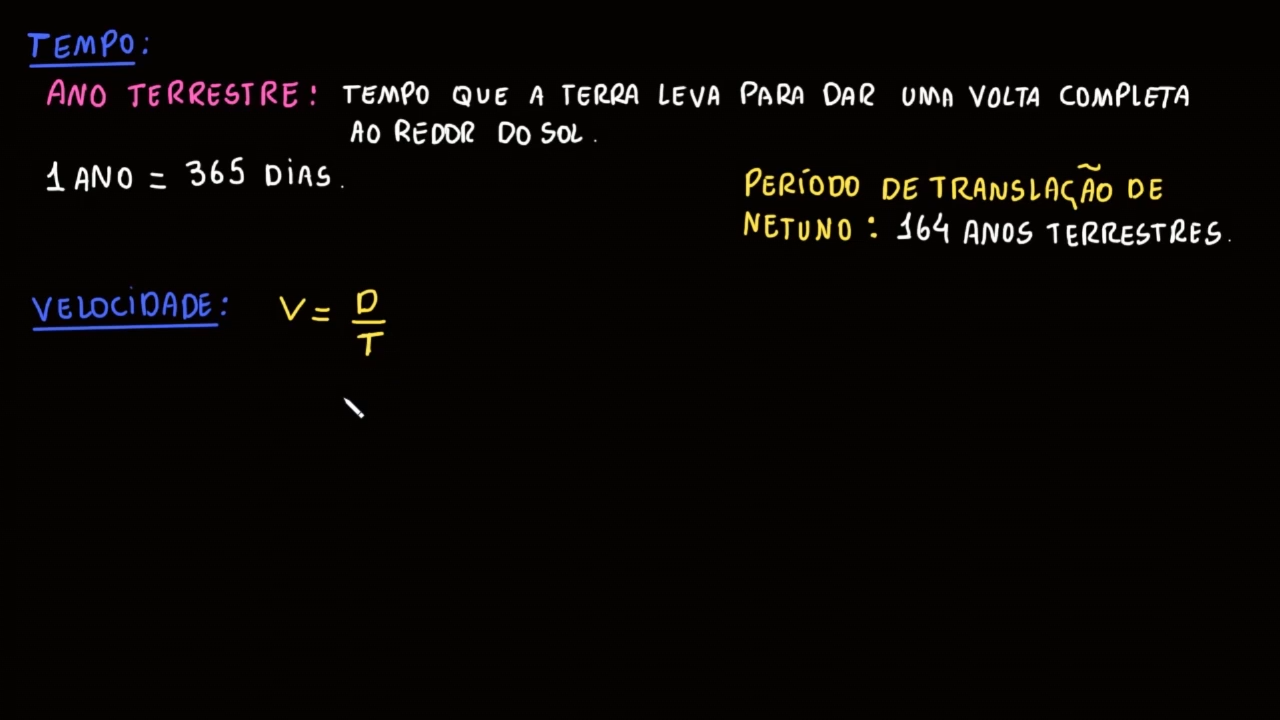 TEMPO:
ANO TERRESTRE: TEMPO QUE A TERRA LEVA PARA DAR UMA VOLTA COMPLETA
AO REDOR DO SOL.
1 ANO = 365 DIAS.
PERÍODO DE TRANSLAÇÃO DE
NETUNO: 164 ANOS TERRESTRES.
VELOCIDADE: V = D/T